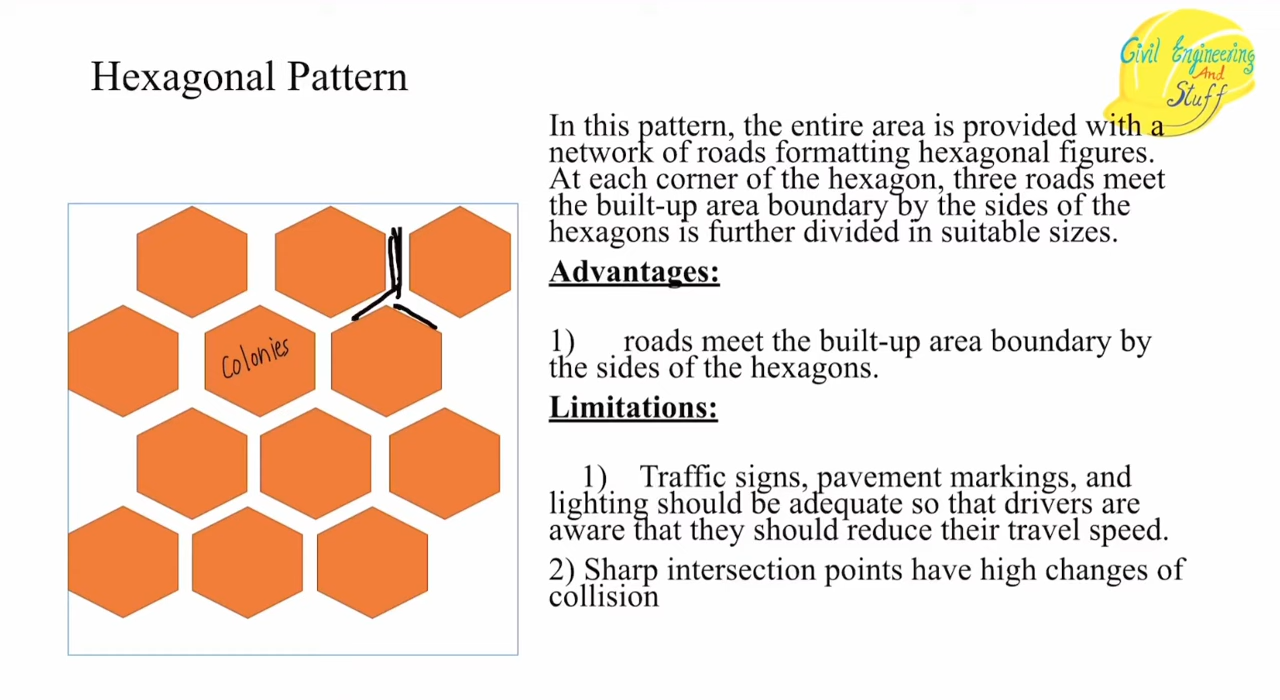 Hexagonal Pattern
Civil Engineering
And
Stuff
In this pattern, the entire area is provided with a
network of roads formatting hexagonal figures.
At each corner of the hexagon, three roads meet
the built-up area boundary by the sides of the
hexagons is further divided in suitable sizes.
Advantages:
1) roads meet the built-up area boundary by
the sides of the hexagons.
Limitations:
1) Traffic signs, pavement markings, and
lighting should be adequate so that drivers are
aware that they should reduce their travel speed.
2) Sharp intersection points have high changes of
collision
Colonies